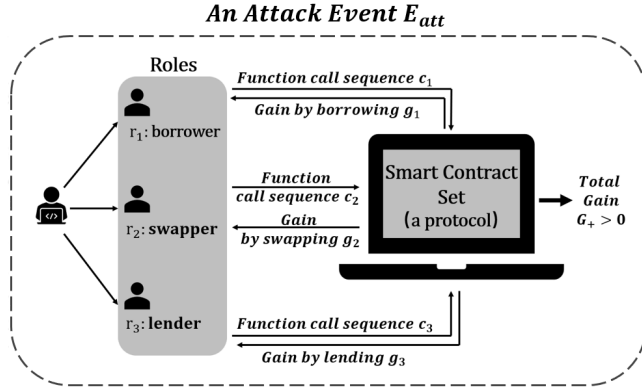 An Attack Event E_att
Roles
Function call sequence c₁
Gain by borrowing g₁
r₁: borrower
Function
call sequence c₂
Gain
by swapping g₂
r₂: swapper
Smart Contract
Set
(a protocol)
Total
Gain
G₊ > 0
</>
r₃: lender
Function call sequence c₃
Gain by lending g₃